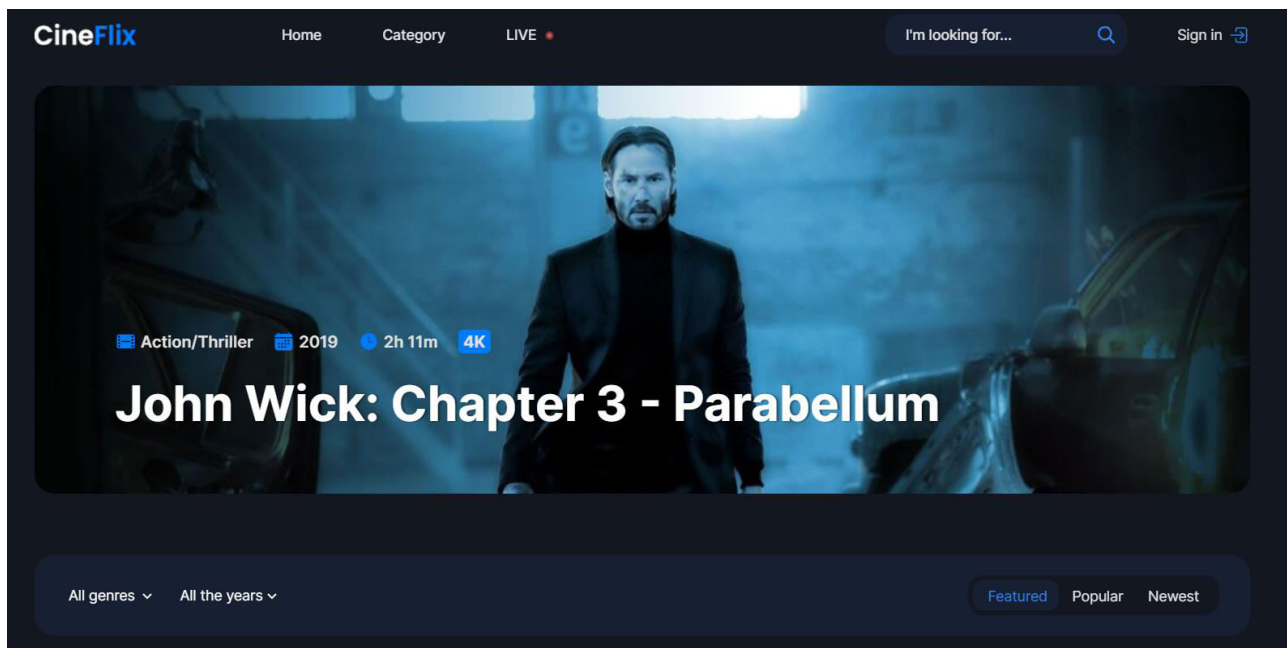 CineFlix Home Category LIVE I'm looking for... Sign in
Action/Thriller 2019 2h 11m 4K
John Wick: Chapter 3 - Parabellum
All genres All the years Featured Popular Newest